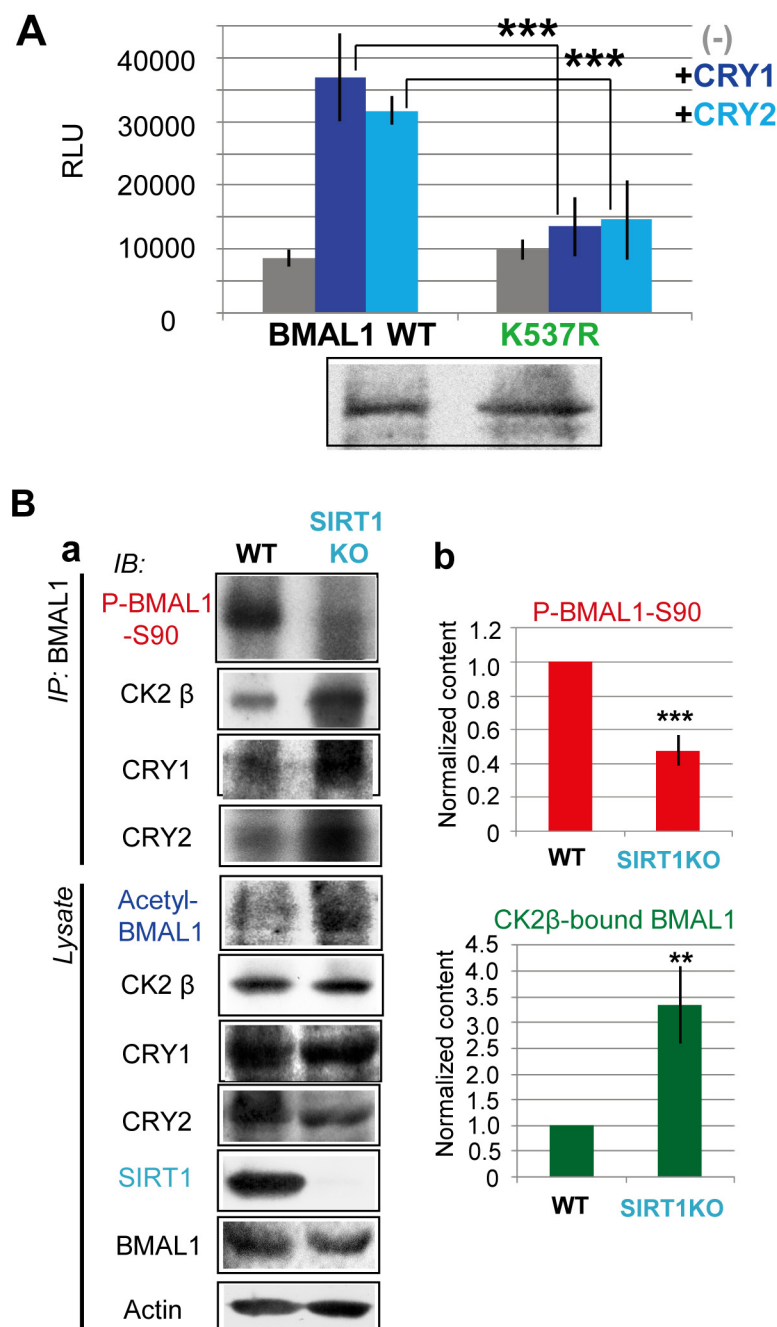 A
***
(-)
***
+CRY1
+CRY2
RLU
40000
30000
20000
10000
0
BMAL1 WT
K537R
B
a
IB:
WT
SIRT1
KO
IP: BMAL1
P-BMAL1
-S90
CK2 β
CRY1
CRY2
Lysate
Acetyl-
BMAL1
CK2 β
CRY1
CRY2
SIRT1
BMAL1
Actin
b
P-BMAL1-S90
Normalized content
1.2
1.0
0.8
0.6
0.4
0.2
0
***
WT
SIRT1KO
CK2β-bound BMAL1
Normalized content
4.5
4.0
3.5
3.0
2.5
2.0
1.5
1.0
0.5
0
**
WT
SIRT1KO